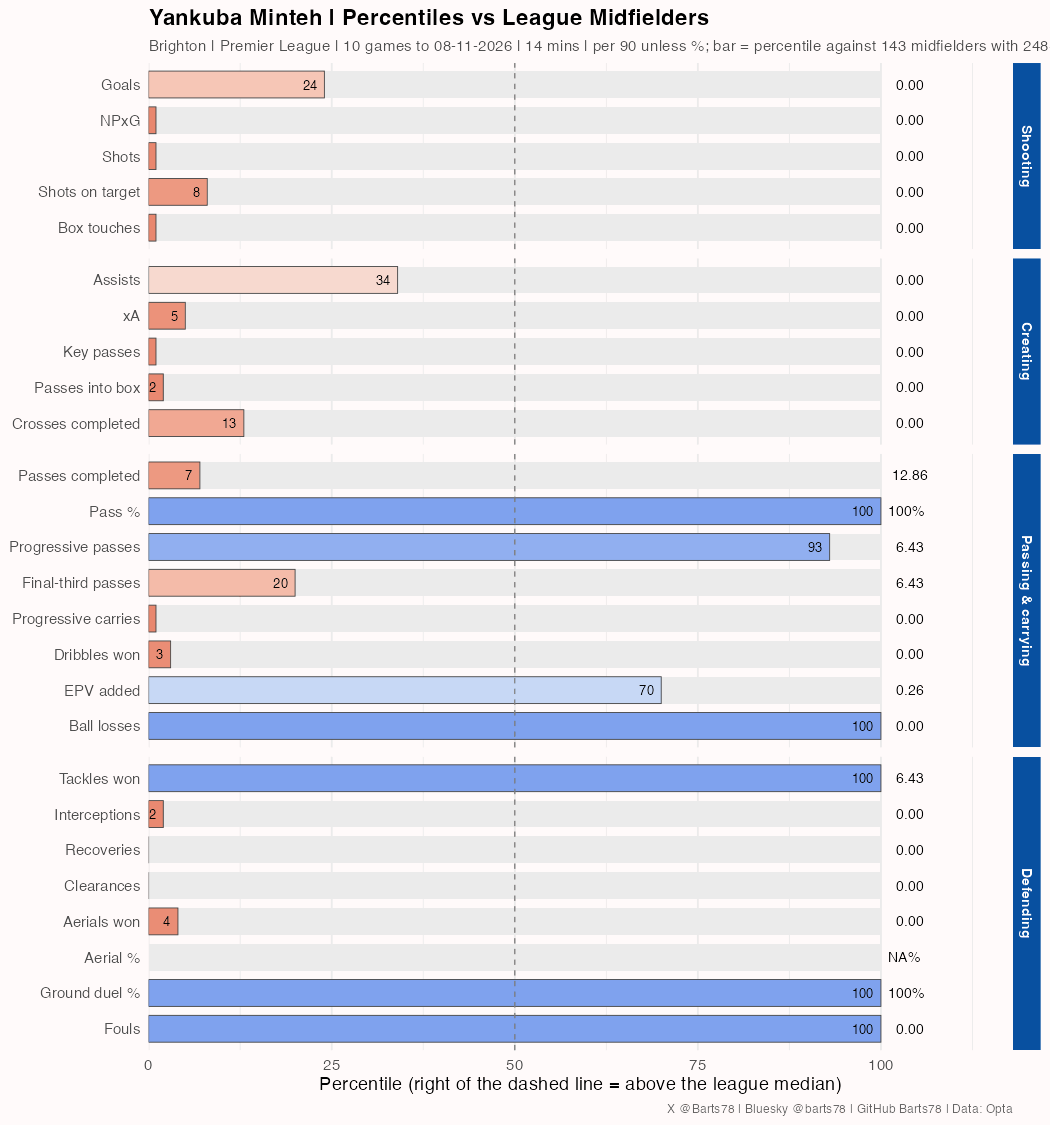 Yankuba Minteh | Percentiles vs League Midfielders
Brighton | Premier League | 10 games to 08-11-2026 | 14 mins | per 90 unless %; bar = percentile against 143 midfielders with 248
Goals 24 0.00
NPxG 0.00
Shots 0.00
Shots on target 8 0.00
Box touches 0.00
Shooting
Assists 34 0.00
xA 5 0.00
Key passes 0.00
Passes into box 2 0.00
Crosses completed 13 0.00
Creating
Passes completed 7 12.86
Pass % 100 100%
Progressive passes 93 6.43
Final-third passes 20 6.43
Progressive carries 0.00
Dribbles won 3 0.00
EPV added 70 0.26
Ball losses 100 0.00
Passing & carrying
Tackles won 100 6.43
Interceptions 2 0.00
Recoveries 0.00
Clearances 0.00
Aerials won 4 0.00
Aerial % NA%
Ground duel % 100 100%
Fouls 100 0.00
Defending
0 25 50 75 100
Percentile (right of the dashed line = above the league median)
X @Barts78 | Bluesky @barts78 | GitHub Barts78 | Data: Opta